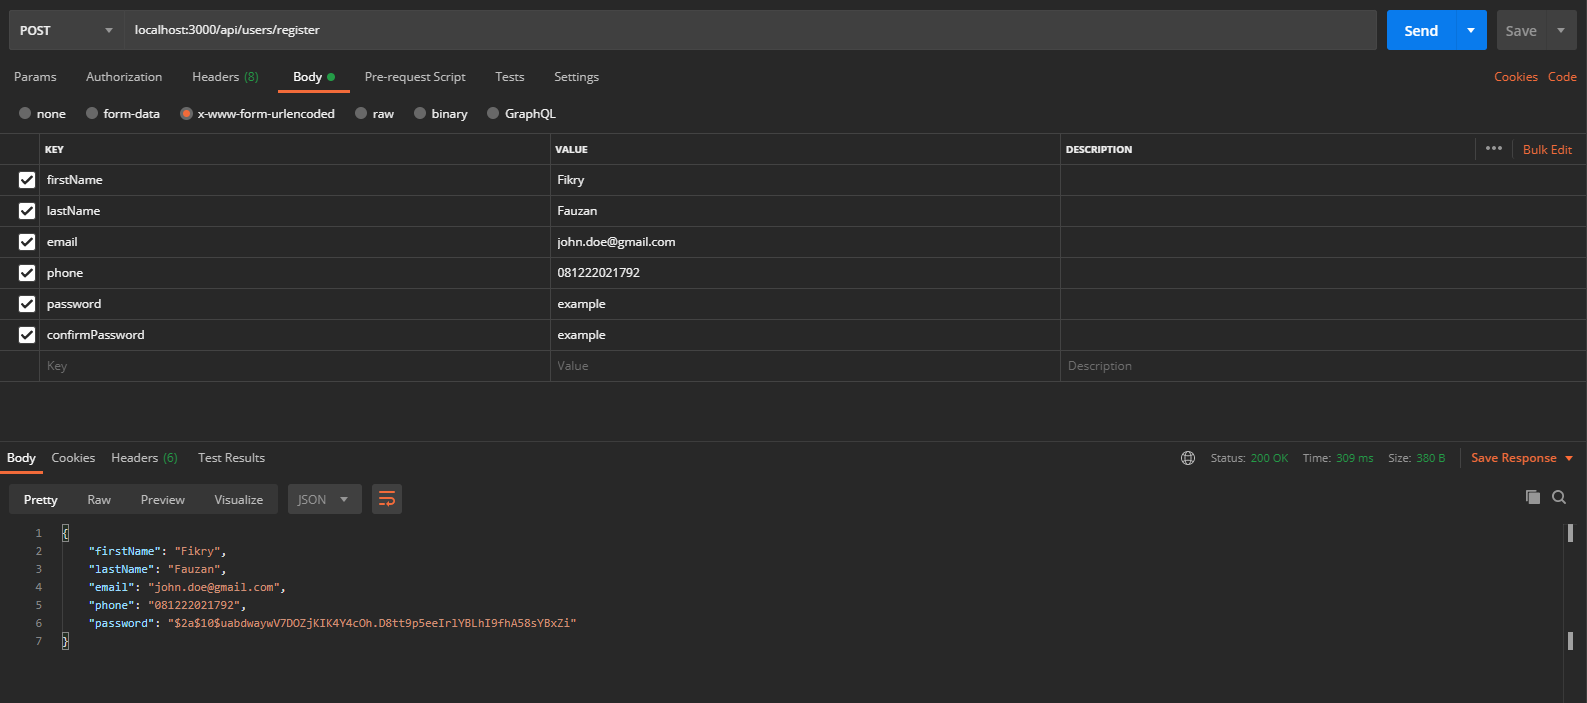 POST localhost:3000/api/users/register Send Save
Params Authorization Headers (8) Body Pre-request Script Tests Settings Cookies Code
none form-data x-www-form-urlencoded raw binary GraphQL
KEY VALUE DESCRIPTION ••• Bulk Edit
firstName Fikry
lastName Fauzan
email john.doe@gmail.com
phone 081222021792
password example
confirmPassword example
Key Value Description
Body Cookies Headers (6) Test Results Status: 200 OK Time: 309 ms Size: 380 B Save Response
Pretty Raw Preview Visualize JSON
1 {
2 "firstName": "Fikry",
3 "lastName": "Fauzan",
4 "email": "john.doe@gmail.com",
5 "phone": "081222021792",
6 "password": "$2a$10$uabdwaywV7DOZjKIK4Y4cOh.D8tt9p5eeIrlYBLhI9fhA58sYBxZi"
7 }